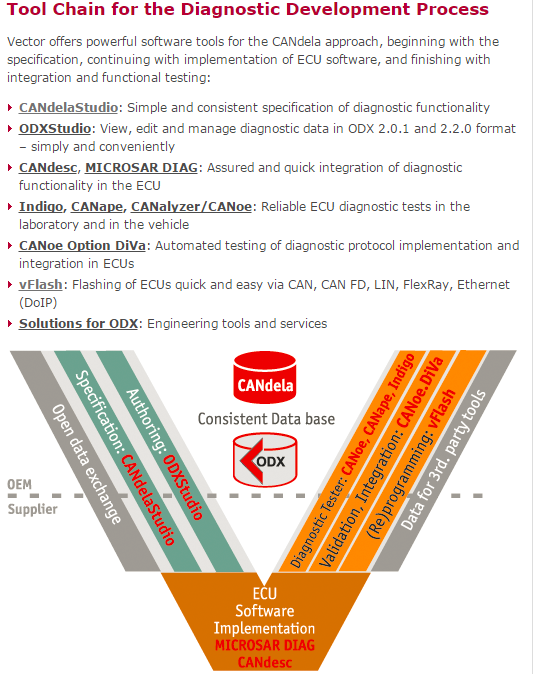 Tool Chain for the Diagnostic Development Process
Vector offers powerful software tools for the CANdela approach, beginning with the
specification, continuing with implementation of ECU software, and finishing with
integration and functional testing:
CANdelaStudio: Simple and consistent specification of diagnostic functionality
ODXStudio: View, edit and manage diagnostic data in ODX 2.0.1 and 2.2.0 format
– simply and conveniently
CANdesc, MICROSAR DIAG: Assured and quick integration of diagnostic
functionality in the ECU
Indigo, CANape, CANalyzer/CANoe: Reliable ECU diagnostic tests in the
laboratory and in the vehicle
CANoe Option DiVa: Automated testing of diagnostic protocol implementation and
integration in ECUs
vFlash: Flashing of ECUs quick and easy via CAN, CAN FD, LIN, FlexRay, Ethernet
(DoIP)
Solutions for ODX: Engineering tools and services
Open data exchange
Specification: CANdelaStudio
Authoring: ODXStudio
CANdela
Consistent Data base
ODX
Diagnostic Tester: CANoe, CANape, Indigo
Validation, Integration: CANoe.DiVa
(Re)programming: vFlash
Data for 3rd. party tools
OEM
Supplier
ECU
Software
Implementation
MICROSAR DIAG
CANdesc